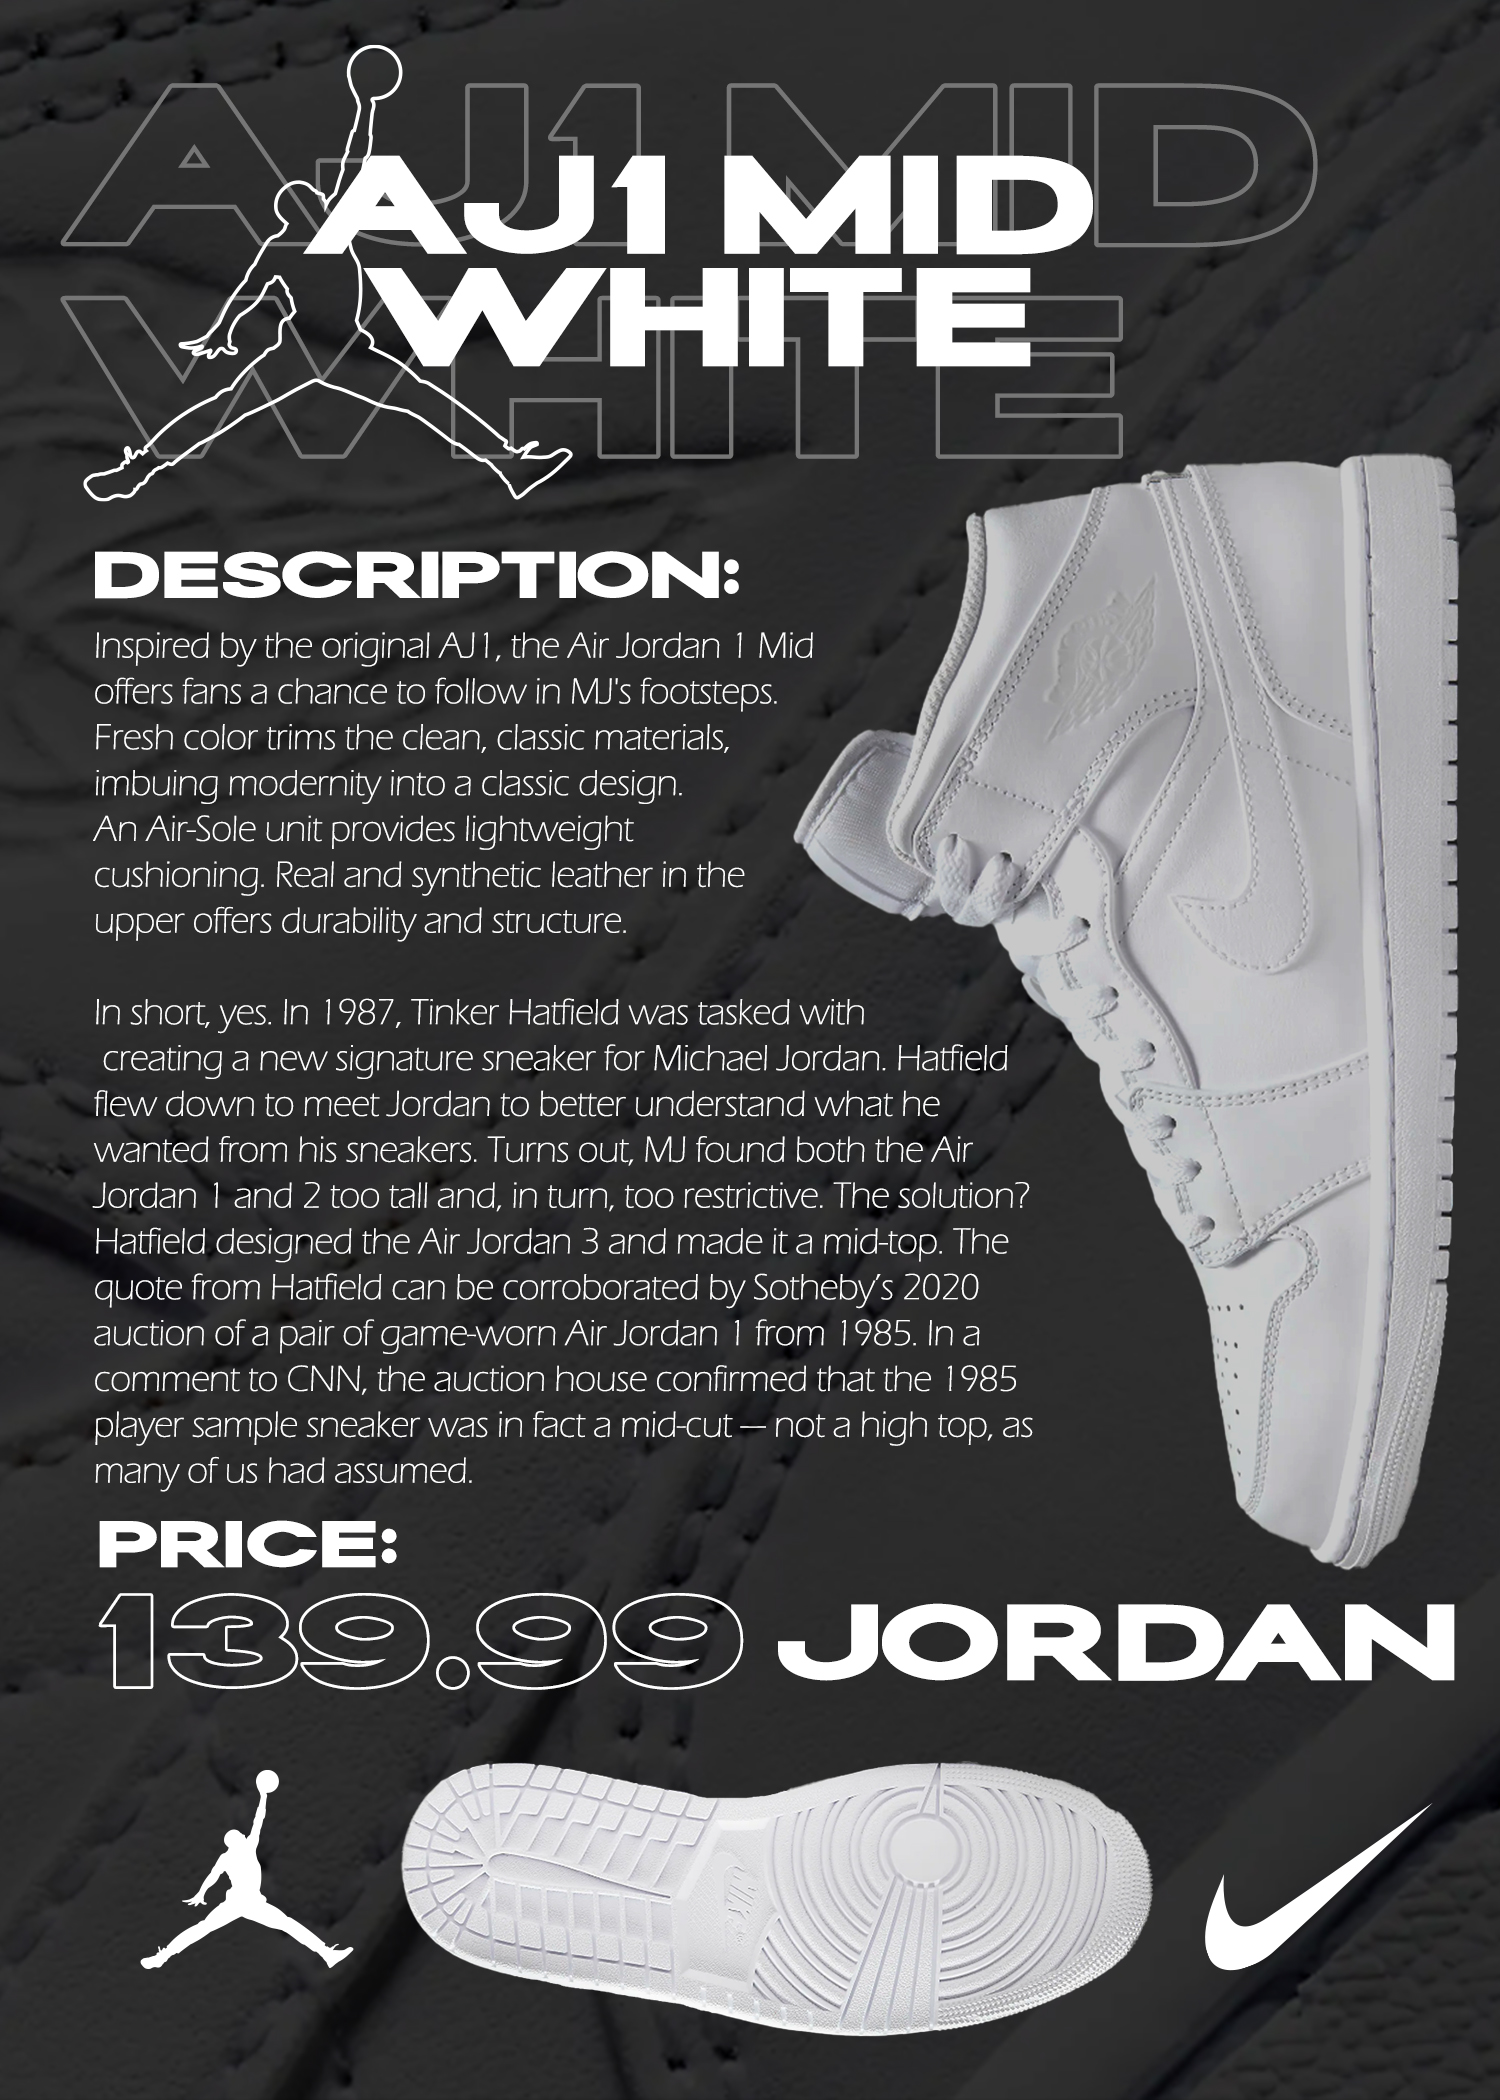 AJ1 MID
WHITE
AJ1 MID
WHITE
DESCRIPTION:
Inspired by the original AJ1, the Air Jordan 1 Mid
offers fans a chance to follow in MJ's footsteps.
Fresh color trims the clean, classic materials,
imbuing modernity into a classic design.
An Air-Sole unit provides lightweight
cushioning. Real and synthetic leather in the
upper offers durability and structure.
In short, yes. In 1987, Tinker Hatfield was tasked with
creating a new signature sneaker for Michael Jordan. Hatfield
flew down to meet Jordan to better understand what he
wanted from his sneakers. Turns out, MJ found both the Air
Jordan 1 and 2 too tall and, in turn, too restrictive. The solution?
Hatfield designed the Air Jordan 3 and made it a mid-top. The
quote from Hatfield can be corroborated by Sotheby’s 2020
auction of a pair of game-worn Air Jordan 1 from 1985. In a
comment to CNN, the auction house confirmed that the 1985
player sample sneaker was in fact a mid-cut — not a high top, as
many of us had assumed.
PRICE:
139.99
JORDAN
NIKE